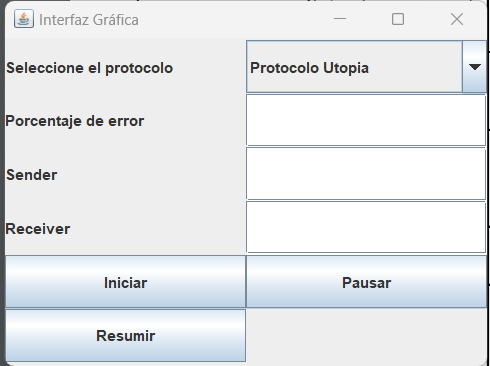 Interfaz Gráfica
Seleccione el protocolo Protocolo Utopia
Porcentaje de error
Sender
Receiver
Iniciar Pausar
Resumir